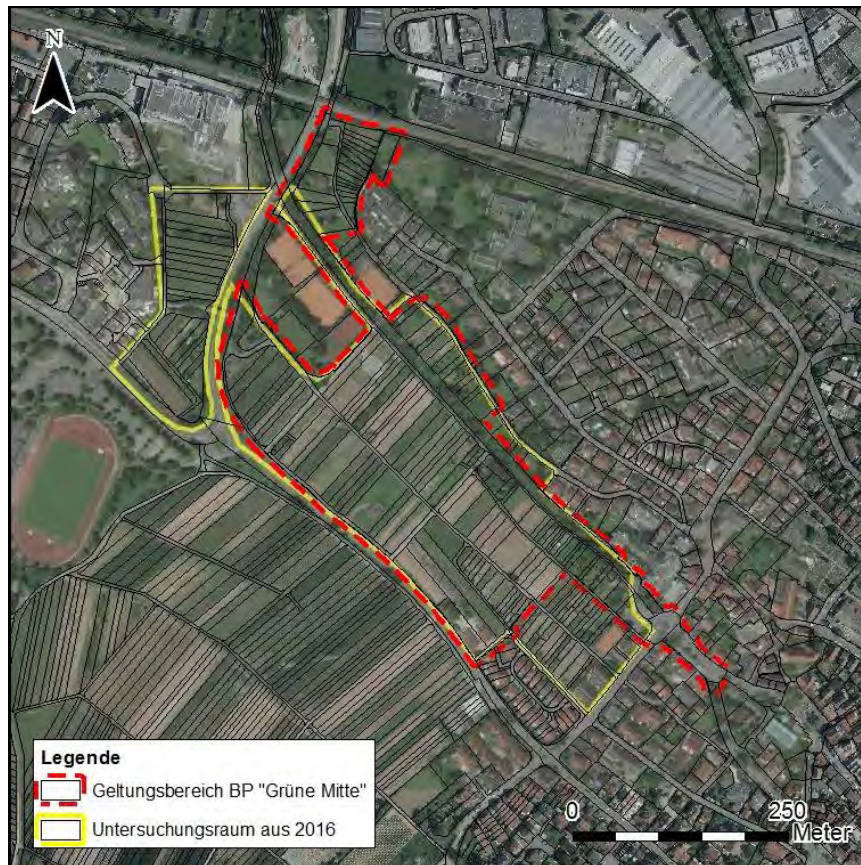 N
Legende
Geltungsbereich BP "Grüne Mitte"
Untersuchungsraum aus 2016
0 250
Meter